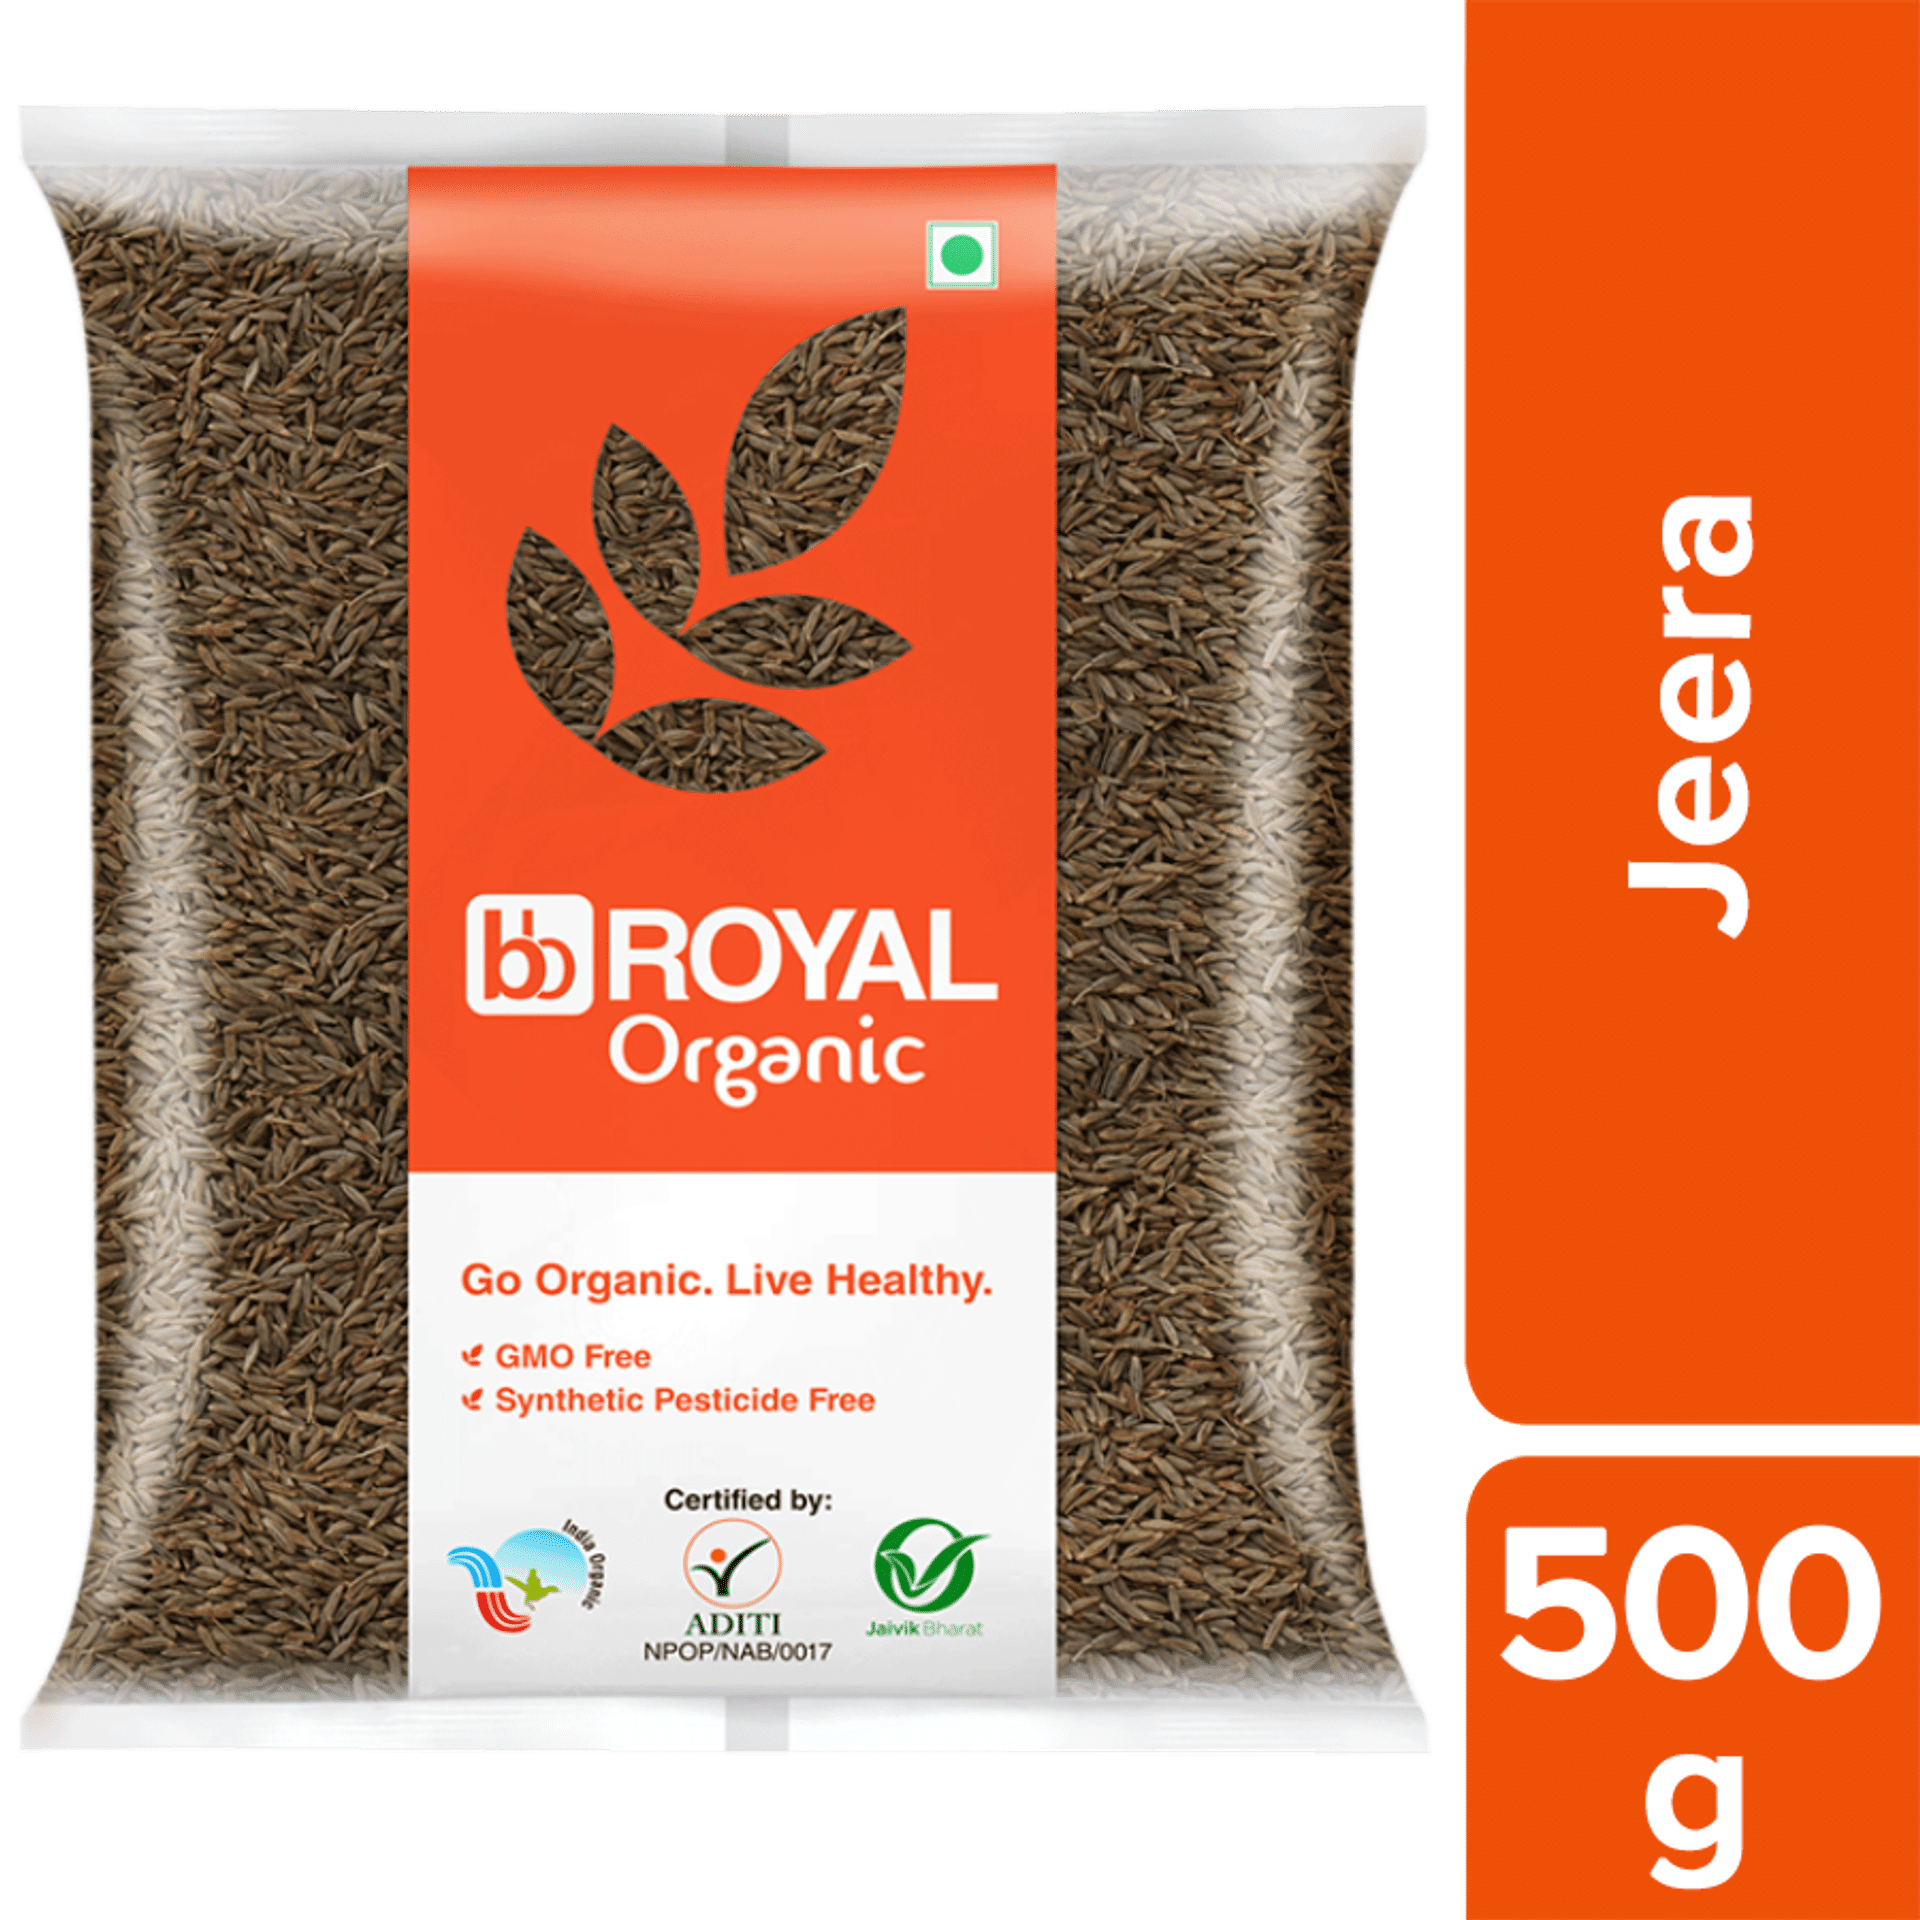 bb ROYAL
Organic
Go Organic. Live Healthy.
GMO Free
Synthetic Pesticide Free
Certified by:
India Organic
ADITI
NPOP/NAB/0017
Jaivik Bharat
Jeera
500
g